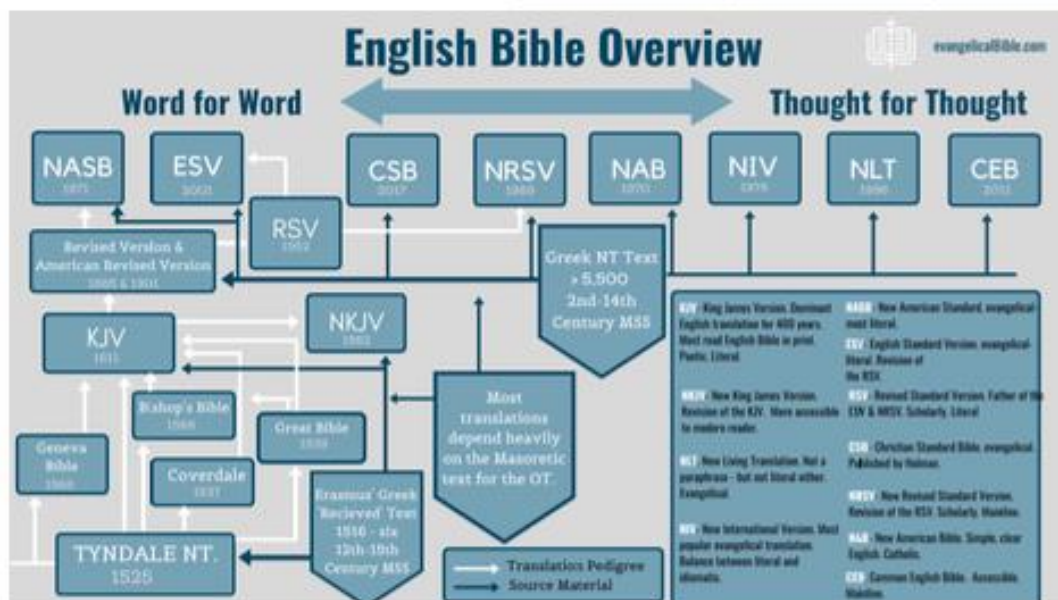 English Bible Overview
evangelicalBible.com
Word for Word
Thought for Thought
NASB
1971
ESV
2001
CSB
2017
NRSV
1989
NAB
1970
NIV
1978
NLT
1996
CEB
2011
RSV
1952
Revised Version &
American Revised Version
1885 & 1901
Greek NT Text
> 5,500
2nd-14th
Century MSS
KJV
1611
NKJV
1982
Bishop's Bible
1568
Great Bible
1539
Geneva
Bible
1560
Coverdale
1537
Most
translations
depend heavily
on the Masoretic
text for the OT.
Erasmus' Greek
'Recieved' Text
1516 - six
12th-15th
Century MSS
TYNDALE NT.
1525
Translation Pedigree
Source Material
KJV - King James Version. Dominant
English translation for 400 years.
Most read English Bible in print.
Poetic. Literal.
NKJV - New King James Version.
Revision of the KJV. More accessible
to modern reader.
NLT - New Living Translation. Not a
paraphrase - but not literal either.
Evangelical.
NIV - New International Version. Most
popular evangelical translation.
Balance between literal and
idiomatic.
NASB - New American Standard, evangelical-
most literal.
ESV - English Standard Version. evangelical-
literal. Revision of
the RSV.
RSV - Revised Standard Version. Father of the
ESV & NRSV. Scholarly, Literal
CSB - Christian Standard Bible, evangelical.
Published by Holman.
NRSV - New Revised Standard Version.
Revision of the RSV. Scholarly, Mainline.
NAB - New American Bible. Simple, clear
English. Catholic.
CEB - Common English Bible. Accessible
Mainline.